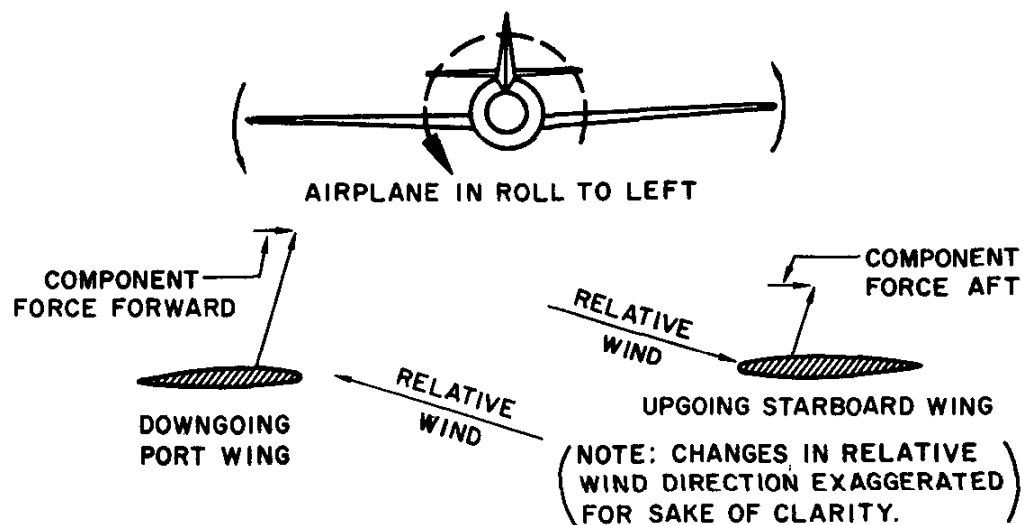 AIRPLANE IN ROLL TO LEFT
COMPONENT
FORCE FORWARD
COMPONENT
FORCE AFT
RELATIVE
WIND
RELATIVE
WIND
DOWNGOING
PORT WING
UPGOING STARBOARD WING
(NOTE: CHANGES IN RELATIVE
WIND DIRECTION EXAGGERATED
FOR SAKE OF CLARITY.)